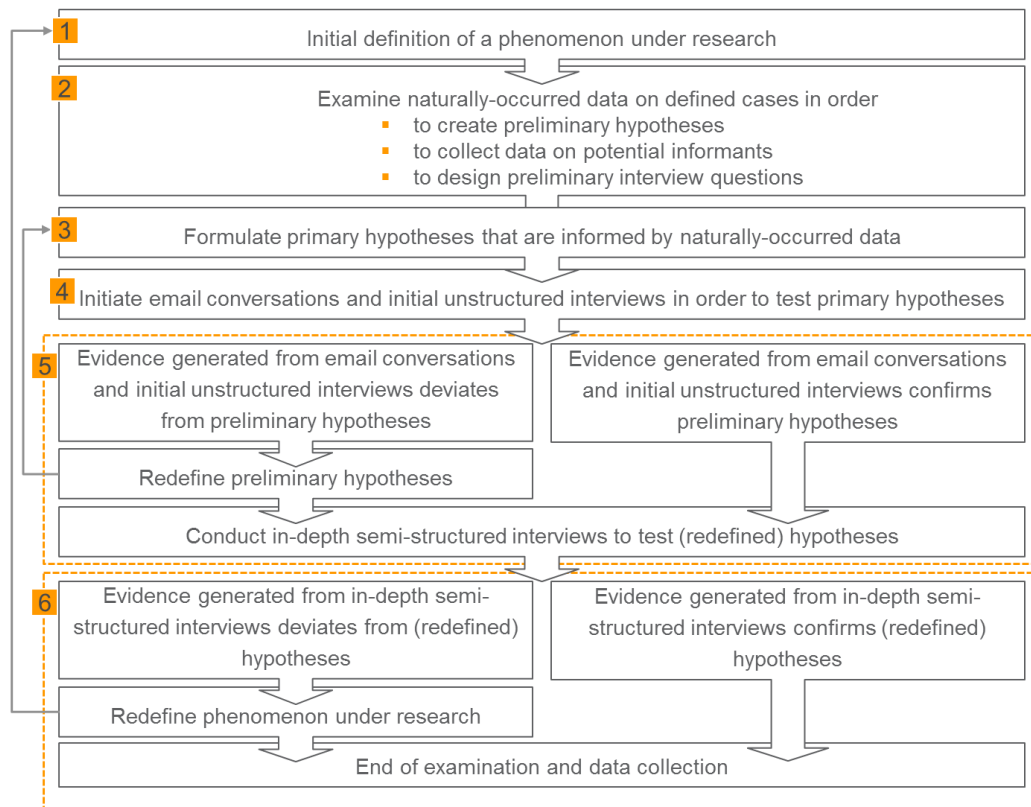 1
Initial definition of a phenomenon under research
2
Examine naturally-occurred data on defined cases in order
▪ to create preliminary hypotheses
▪ to collect data on potential informants
▪ to design preliminary interview questions
3
Formulate primary hypotheses that are informed by naturally-occurred data
4
Initiate email conversations and initial unstructured interviews in order to test primary hypotheses
5
Evidence generated from email conversations
and initial unstructured interviews deviates
from preliminary hypotheses
Evidence generated from email conversations
and initial unstructured interviews confirms
preliminary hypotheses
Redefine preliminary hypotheses
Conduct in-depth semi-structured interviews to test (redefined) hypotheses
6
Evidence generated from in-depth semi-
structured interviews deviates from (redefined)
hypotheses
Evidence generated from in-depth semi-
structured interviews confirms (redefined)
hypotheses
Redefine phenomenon under research
End of examination and data collection